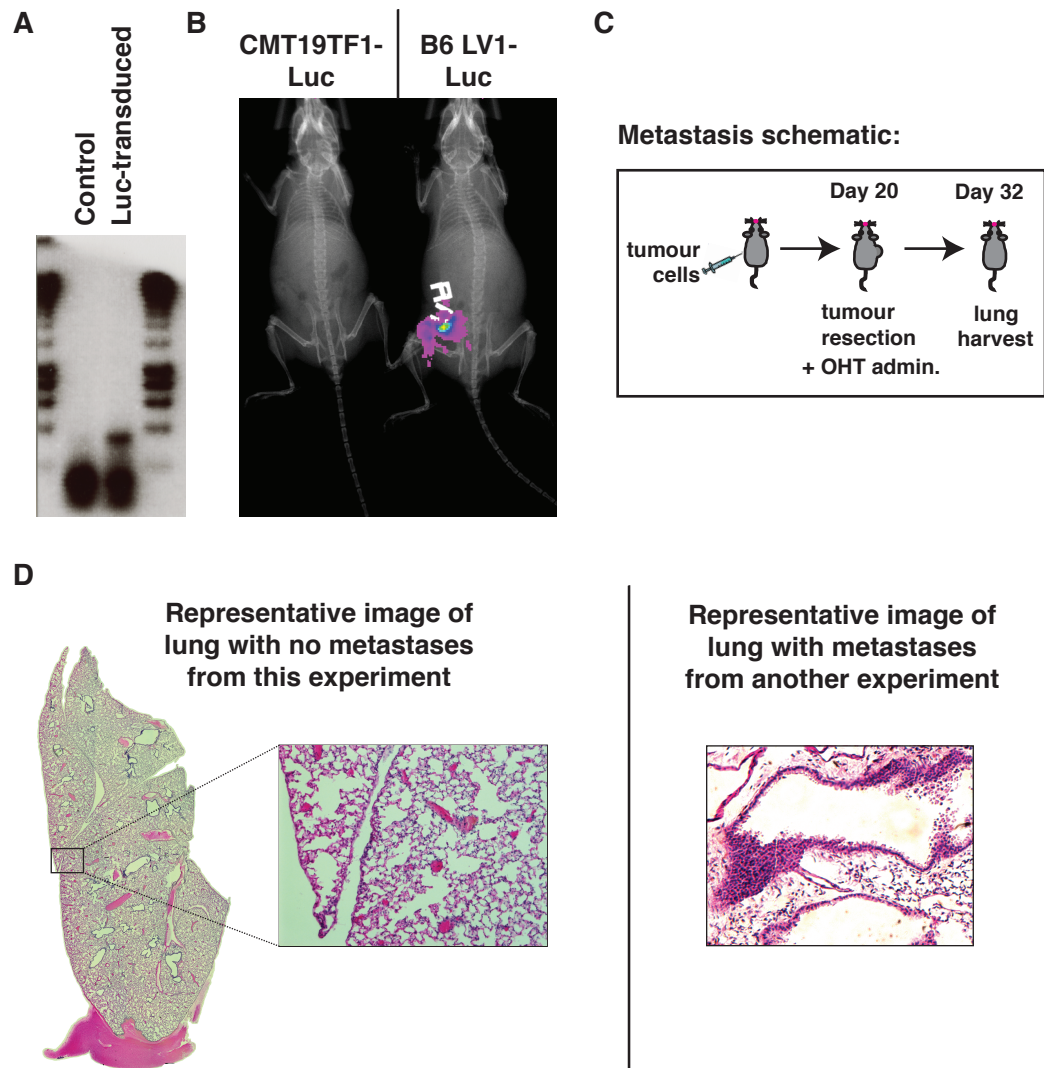 A
Control
Luc-transduced
B
CMT19TF1-
Luc
B6 LV1-
Luc
C
Metastasis schematic:
tumour
cells
Day 20
tumour
resection
+ OHT admin.
Day 32
lung
harvest
D
Representative image of
lung with no metastases
from this experiment
Representative image of
lung with metastases
from another experiment